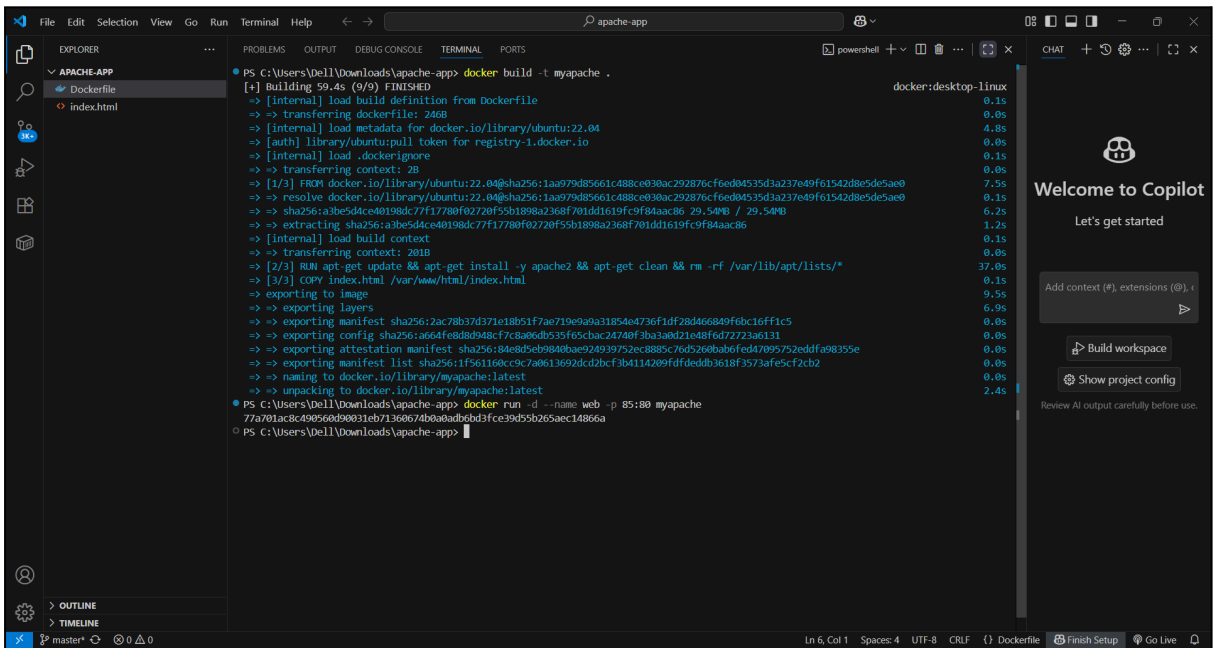 File Edit Selection View Go Run Terminal Help
apache-app
EXPLORER
APACHE-APP
Dockerfile
index.html
3K+
OUTLINE
TIMELINE
PROBLEMS OUTPUT DEBUG CONSOLE TERMINAL PORTS
powershell
PS C:\Users\Dell\Downloads\apache-app> docker build -t myapache .
[+] Building 59.4s (9/9) FINISHED docker:desktop-linux
=> [internal] load build definition from Dockerfile 0.1s
=> => transferring dockerfile: 246B 0.0s
=> [internal] load metadata for docker.io/library/ubuntu:22.04 4.8s
=> [auth] library/ubuntu:pull token for registry-1.docker.io 0.0s
=> [internal] load .dockerignore 0.1s
=> => transferring context: 2B 0.0s
=> [1/3] FROM docker.io/library/ubuntu:22.04@sha256:1aa979d85661c488ce030ac292876cf6ed04535d3a237e49f61542d8e5de5ae0 7.5s
=> => resolve docker.io/library/ubuntu:22.04@sha256:1aa979d85661c488ce030ac292876cf6ed04535d3a237e49f61542d8e5de5ae0 0.1s
=> => sha256:a3be5d4ce40198dc77f17780f02720f55b1898a2368f701dd1619fc9f84aac86 29.54MB / 29.54MB 6.2s
=> => extracting sha256:a3be5d4ce40198dc77f17780f02720f55b1898a2368f701dd1619fc9f84aac86 1.2s
=> [internal] load build context 0.1s
=> => transferring context: 201B 0.0s
=> [2/3] RUN apt-get update && apt-get install -y apache2 && apt-get clean && rm -rf /var/lib/apt/lists/* 37.0s
=> [3/3] COPY index.html /var/www/html/index.html 0.1s
=> exporting to image 9.5s
=> => exporting layers 6.9s
=> => exporting manifest sha256:2ac78b37d371e18b51f7ae719e9a9a31854e4736f1df28d466849f6bc16ff1c5 0.0s
=> => exporting config sha256:a664fe8d8d948cf7c8a06db535f65cbac24740f3ba3a0d21e48f6d72723a6131 0.0s
=> => exporting attestation manifest sha256:84e8d5eb9840bae924939752ec8885c76d5260bab6fed47095752eddfa98355e 0.0s
=> => exporting manifest list sha256:1f561160cc9c7a0613692dcd2bcf3b4114209fdfdeddb3618f3573afe5cf2cb2 0.0s
=> => naming to docker.io/library/myapache:latest 0.0s
=> => unpacking to docker.io/library/myapache:latest 2.4s
PS C:\Users\Dell\Downloads\apache-app> docker run -d --name web -p 85:80 myapache
77a701ac8c490560d90031eb71360674b0a0adb6bd3fce39d55b265aec14866a
PS C:\Users\Dell\Downloads\apache-app>
CHAT
Welcome to Copilot
Let's get started
Add context (#), extensions (@), c
Build workspace
Show project config
Review AI output carefully before use.
master* 0 0 Ln 6, Col 1 Spaces: 4 UTF-8 CRLF {} Dockerfile Finish Setup Go Live